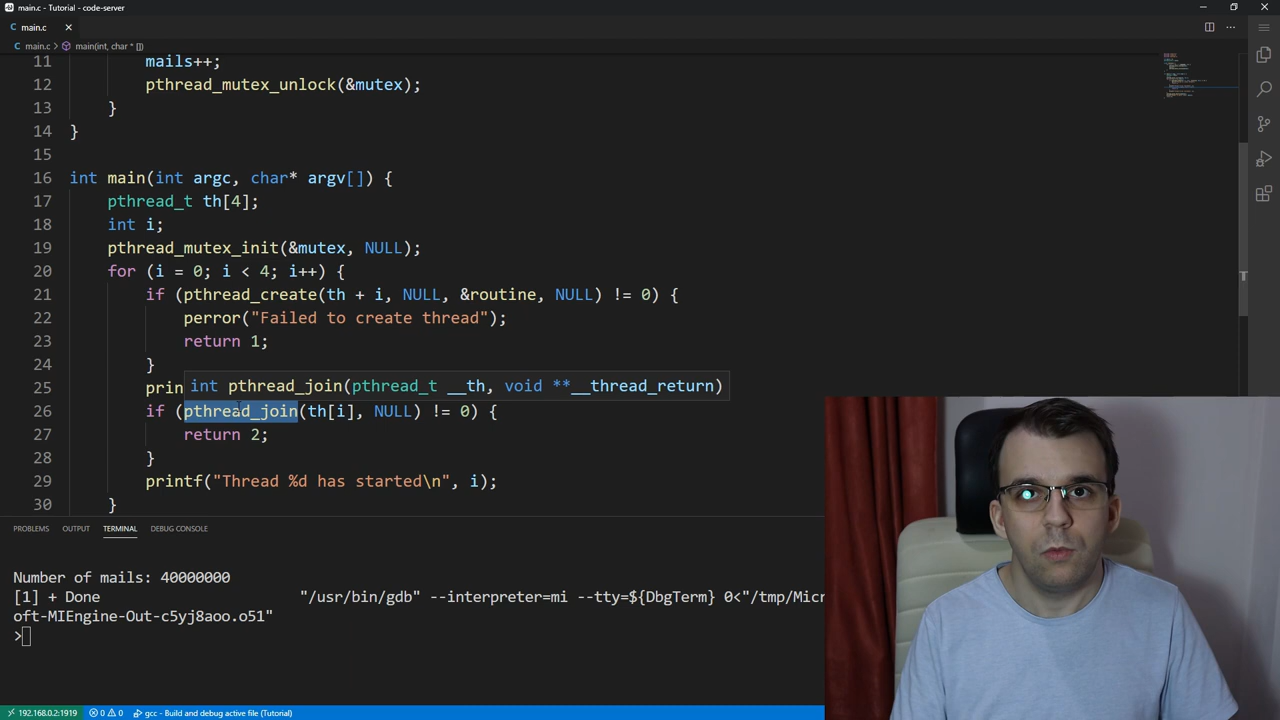 main.c - Tutorial - code-server
main.c
main.c > main(int, char * [])
11 mails++;
12 pthread_mutex_unlock(&mutex);
13 }
14 }
15
16 int main(int argc, char* argv[]) {
17 pthread_t th[4];
18 int i;
19 pthread_mutex_init(&mutex, NULL);
20 for (i = 0; i < 4; i++) {
21 if (pthread_create(th + i, NULL, &routine, NULL) != 0) {
22 perror("Failed to create thread");
23 return 1;
24 }
25 prin
int pthread_join(pthread_t __th, void **__thread_return)
26 if (pthread_join(th[i], NULL) != 0) {
27 return 2;
28 }
29 printf("Thread %d has started\n", i);
30 }
PROBLEMS OUTPUT TERMINAL DEBUG CONSOLE
Number of mails: 40000000
[1] + Done "/usr/bin/gdb" --interpreter=mi --tty=${DbgTerm} 0<"/tmp/Micr
oft-MIEngine-Out-c5yj8aoo.o51"
>
192.168.0.2:1919 0 0 gcc - Build and debug active file (Tutorial)